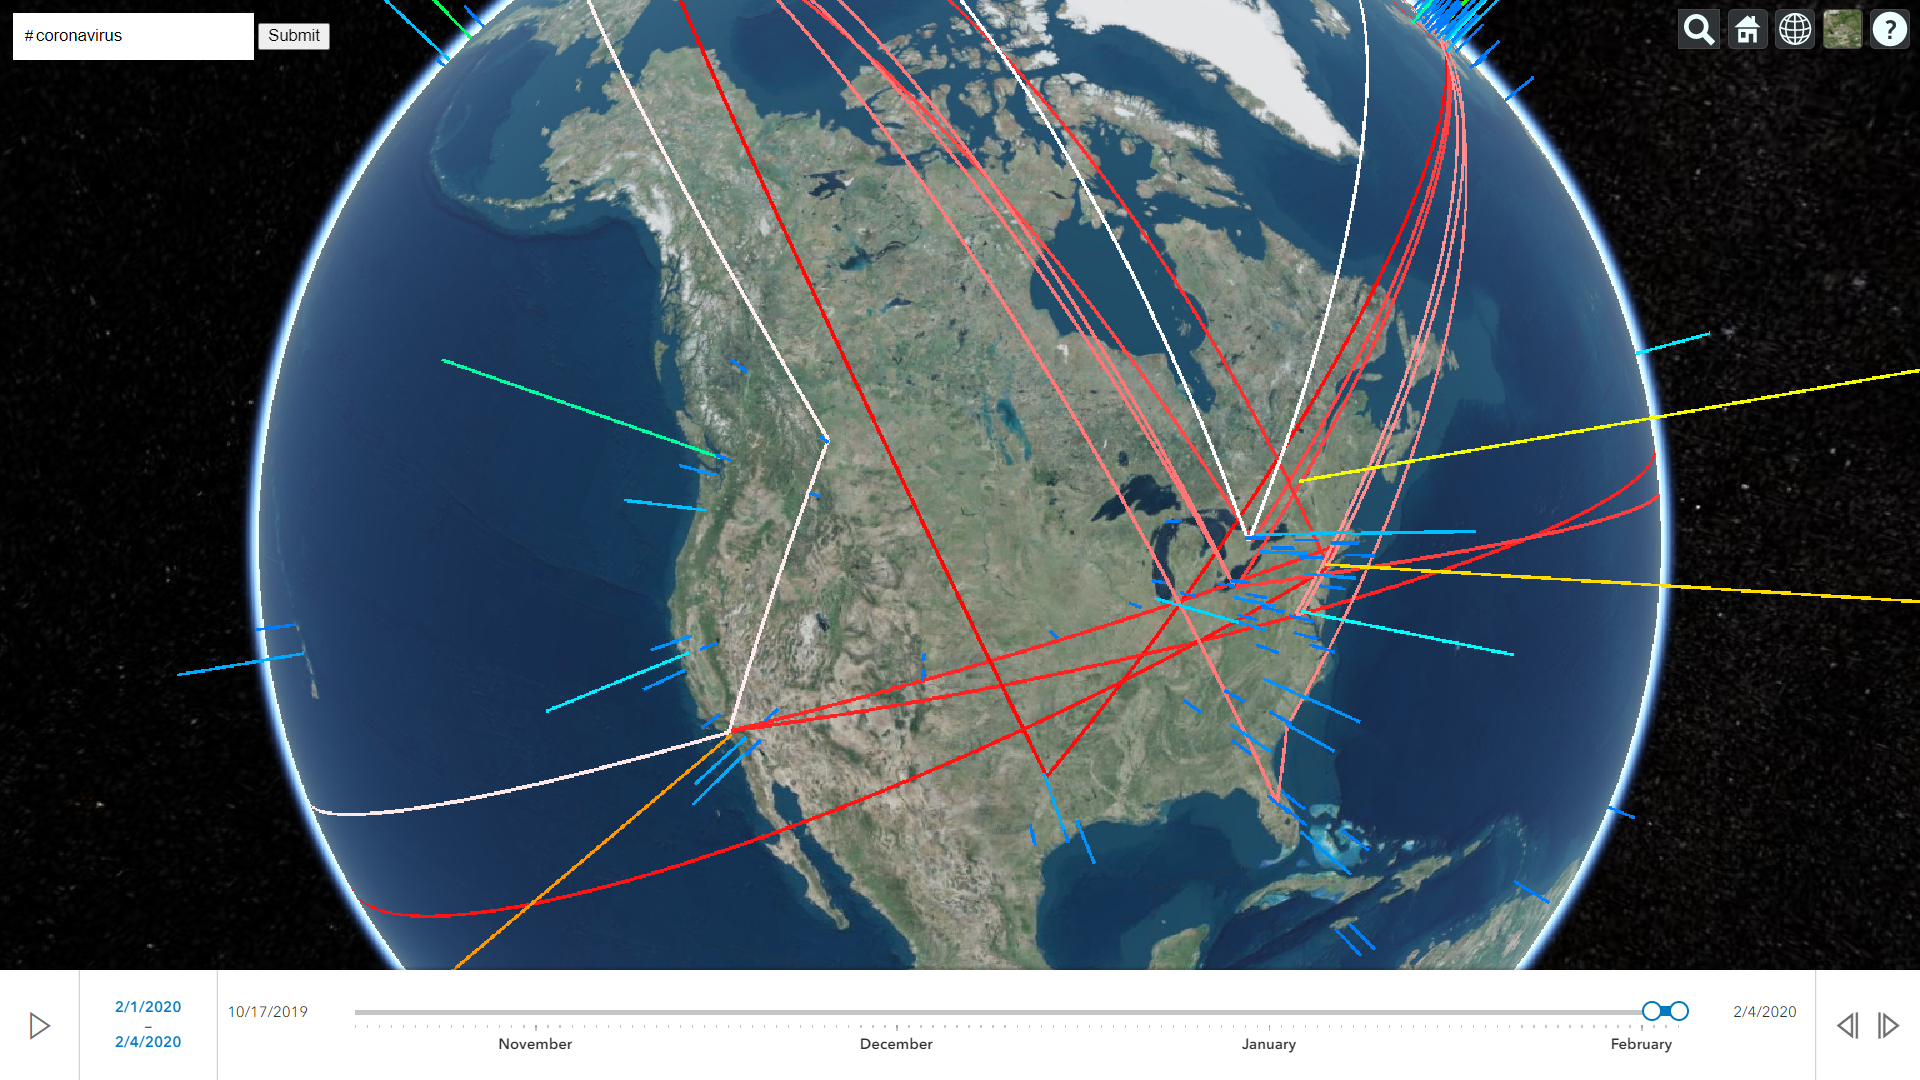 #coronavirus
Submit
?
2/1/2020
–
2/4/2020
10/17/2019
2/4/2020
November
December
January
February